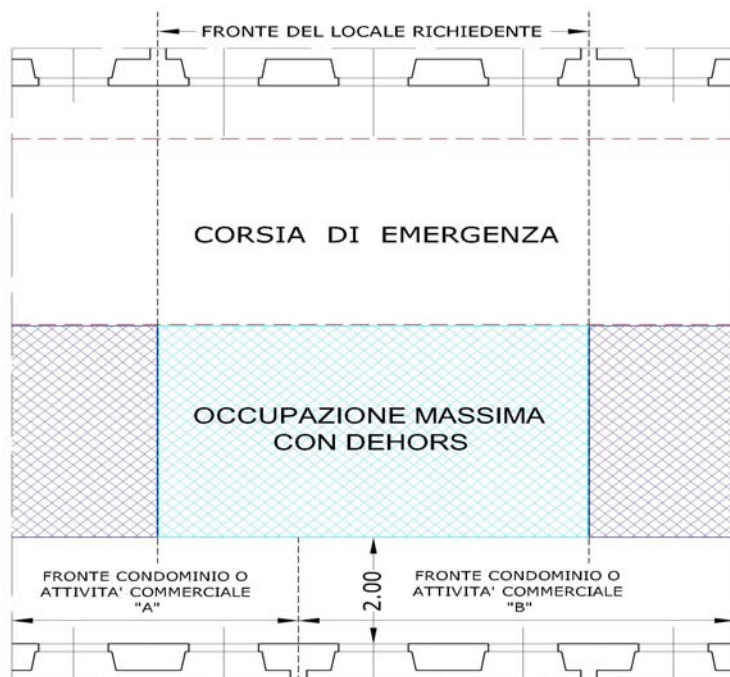 FRONTE DEL LOCALE RICHIEDENTE
CORSIA DI EMERGENZA
OCCUPAZIONE MASSIMA
CON DEHORS
FRONTE CONDOMINIO O
ATTIVITA' COMMERCIALE
"A"
2.00
FRONTE CONDOMINIO O
ATTIVITA' COMMERCIALE
"B"